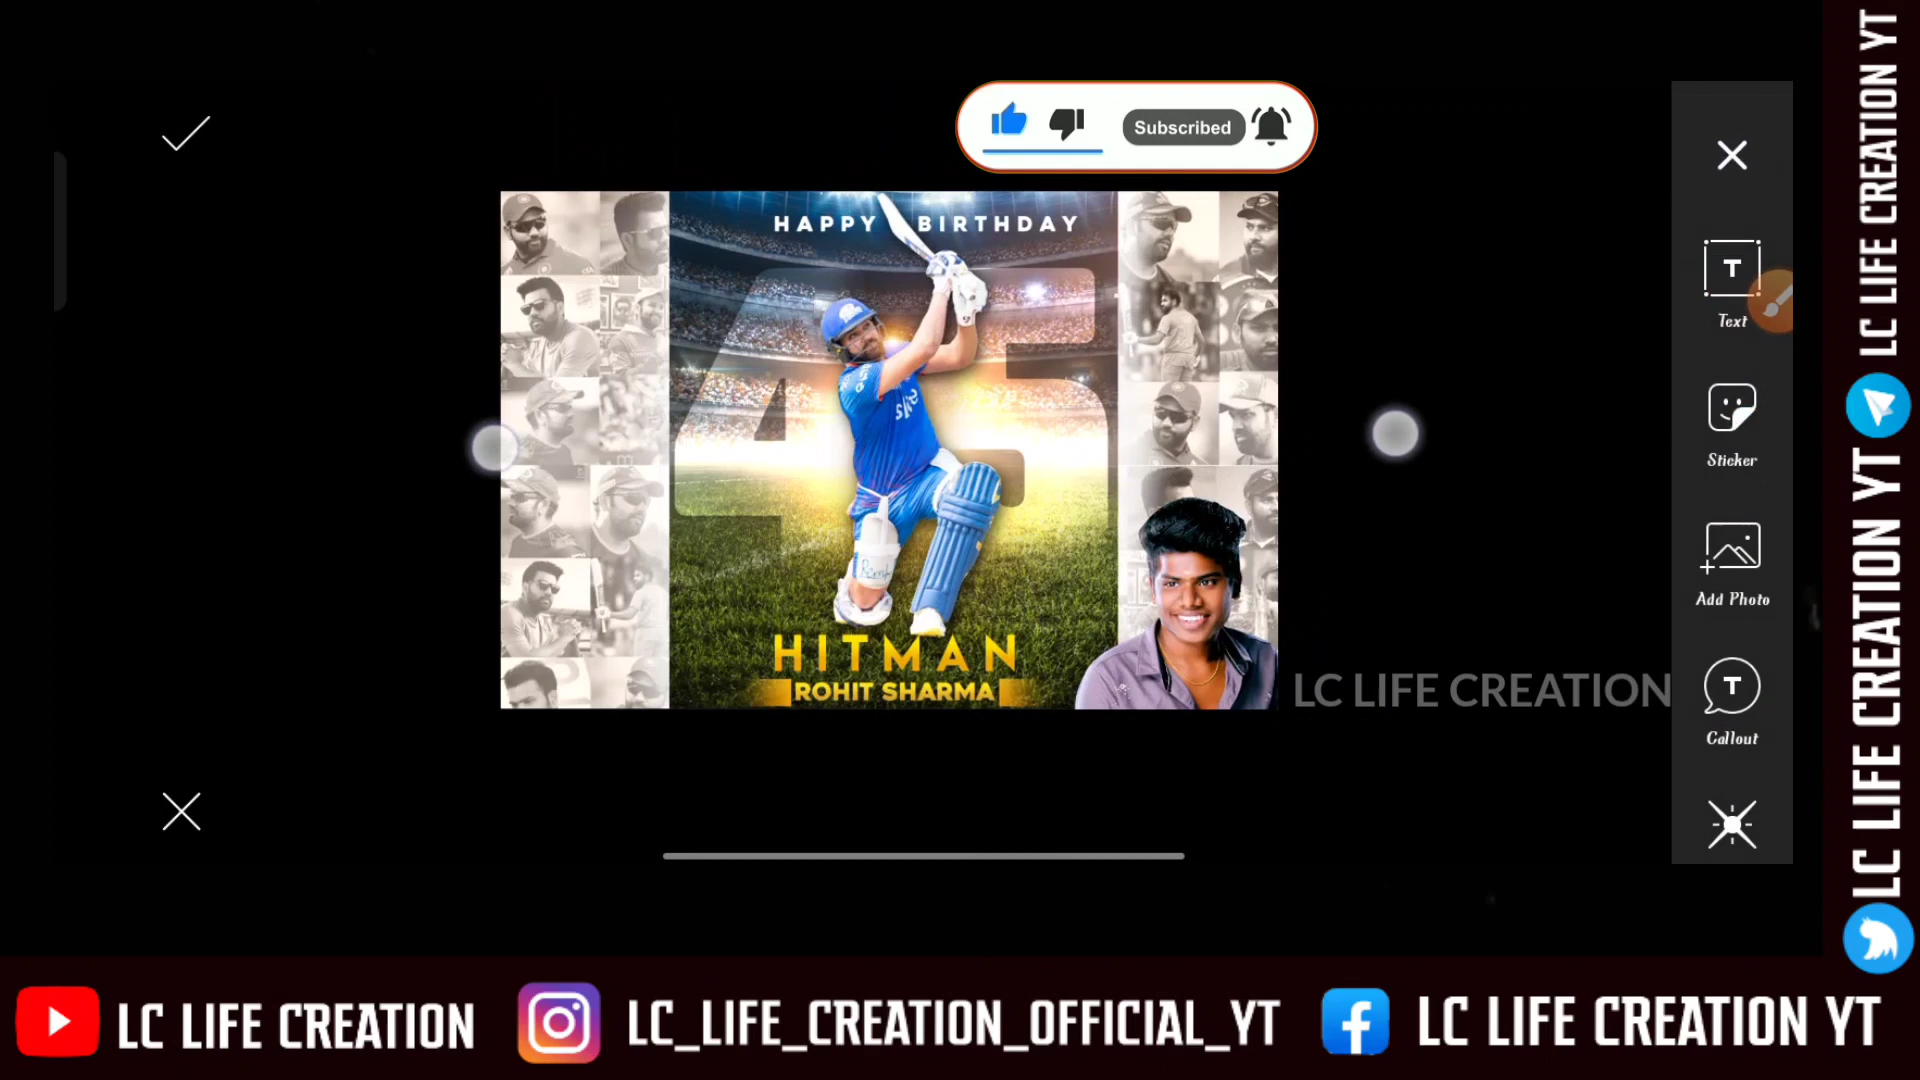 Subscribed
HAPPY BIRTHDAY
45
HITMAN
ROHIT SHARMA
LC LIFE CREATION
T
Text
Sticker
Add Photo
T
Callout
LC LIFE CREATION YT
LC LIFE CREATION YT
LC LIFE CREATION
LC_LIFE_CREATION_OFFICIAL_YT
LC LIFE CREATION YT